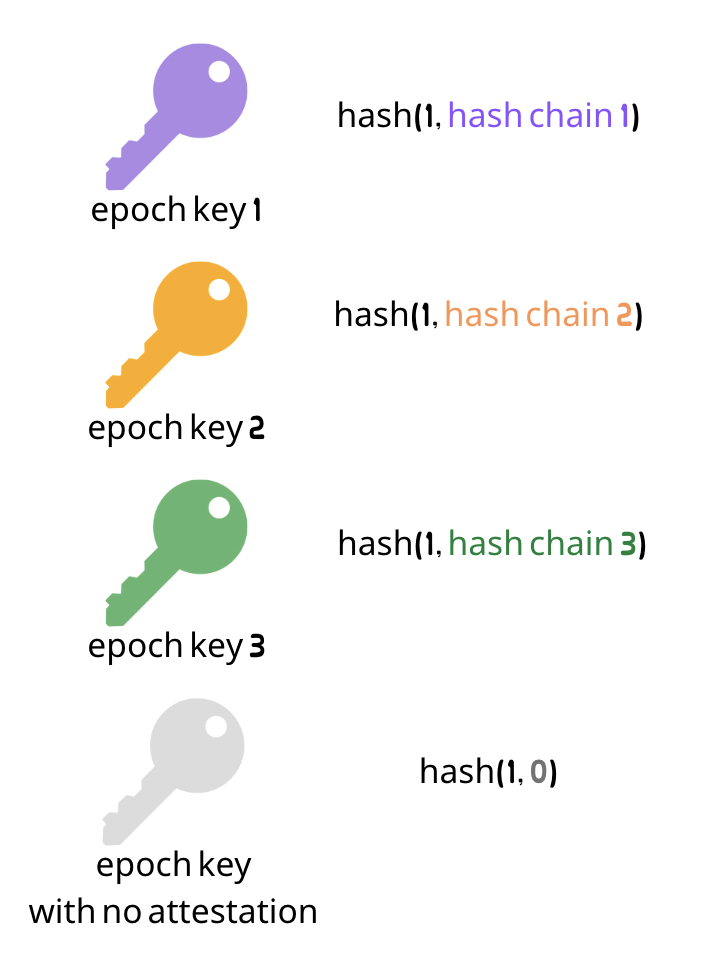 hash(1, hash chain 1)
epoch key 1
hash(1, hash chain 2)
epoch key 2
hash(1, hash chain 3)
epoch key 3
hash(1, 0)
epoch key
with no attestation